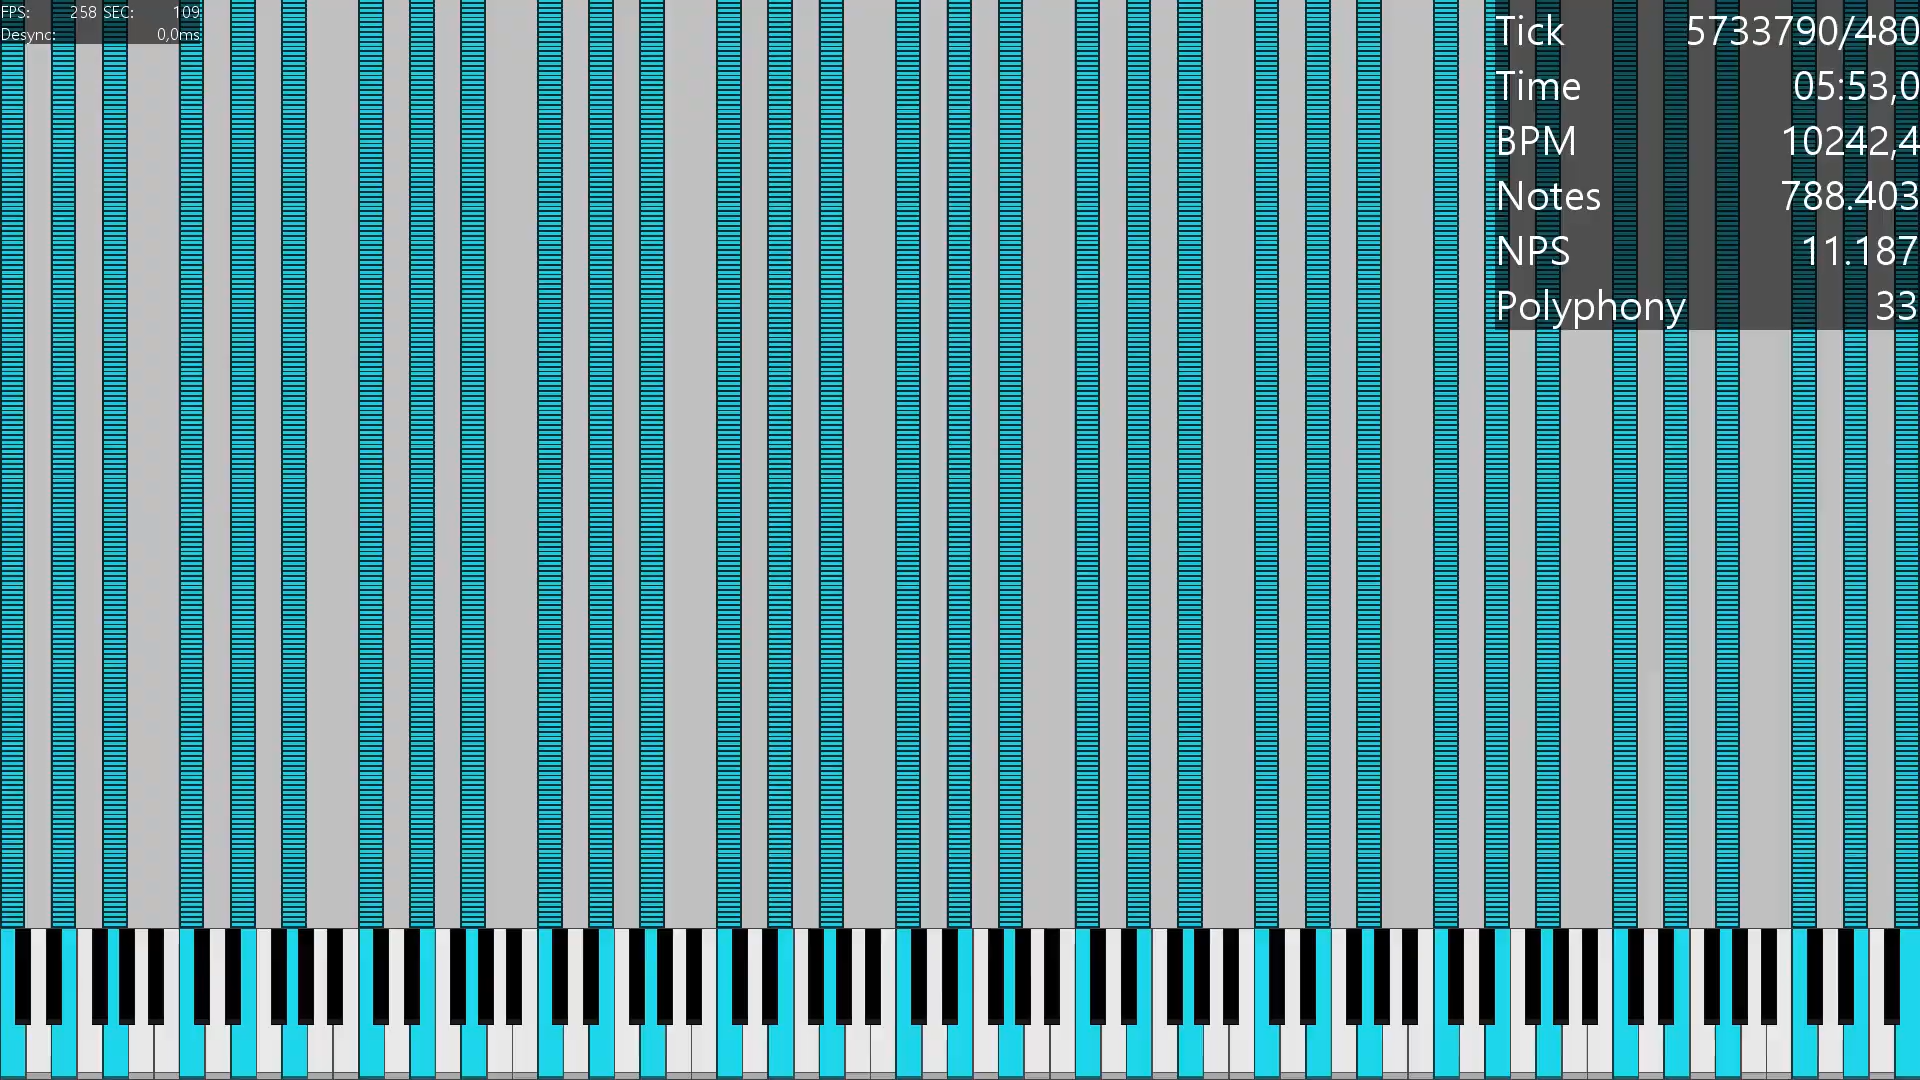 FPS: 258 SEC: 109
Desync: 0,0ms
Tick 5733790/480
Time 05:53,0
BPM 10242,4
Notes 788.403
NPS 11.187
Polyphony 33